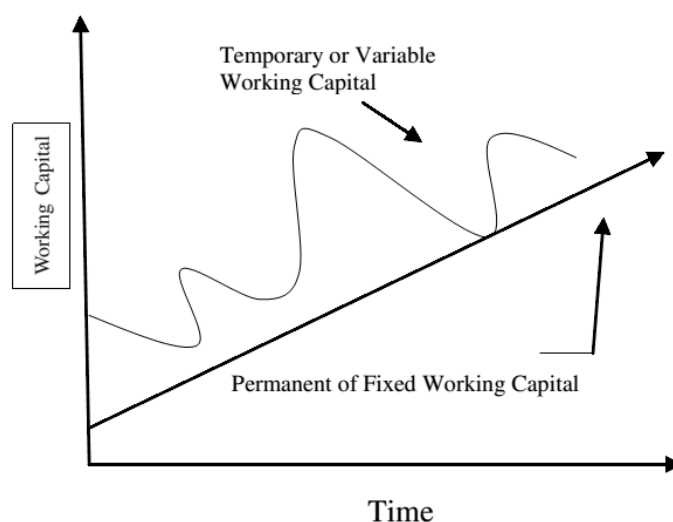 Temporary or Variable
Working Capital
Working Capital
Permanent of Fixed Working Capital
Time